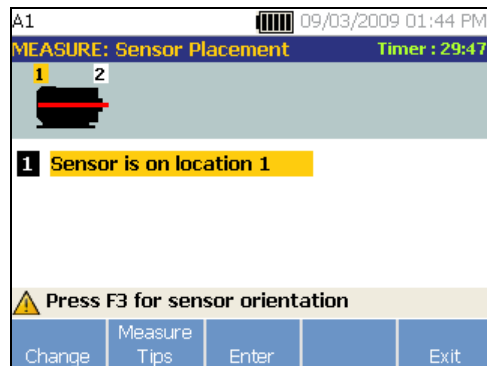 A1 09/03/2009 01:44 PM
MEASURE: Sensor Placement Timer : 29:47
1 2
1 Sensor is on location 1
Press F3 for sensor orientation
Measure
Change Tips Enter Exit